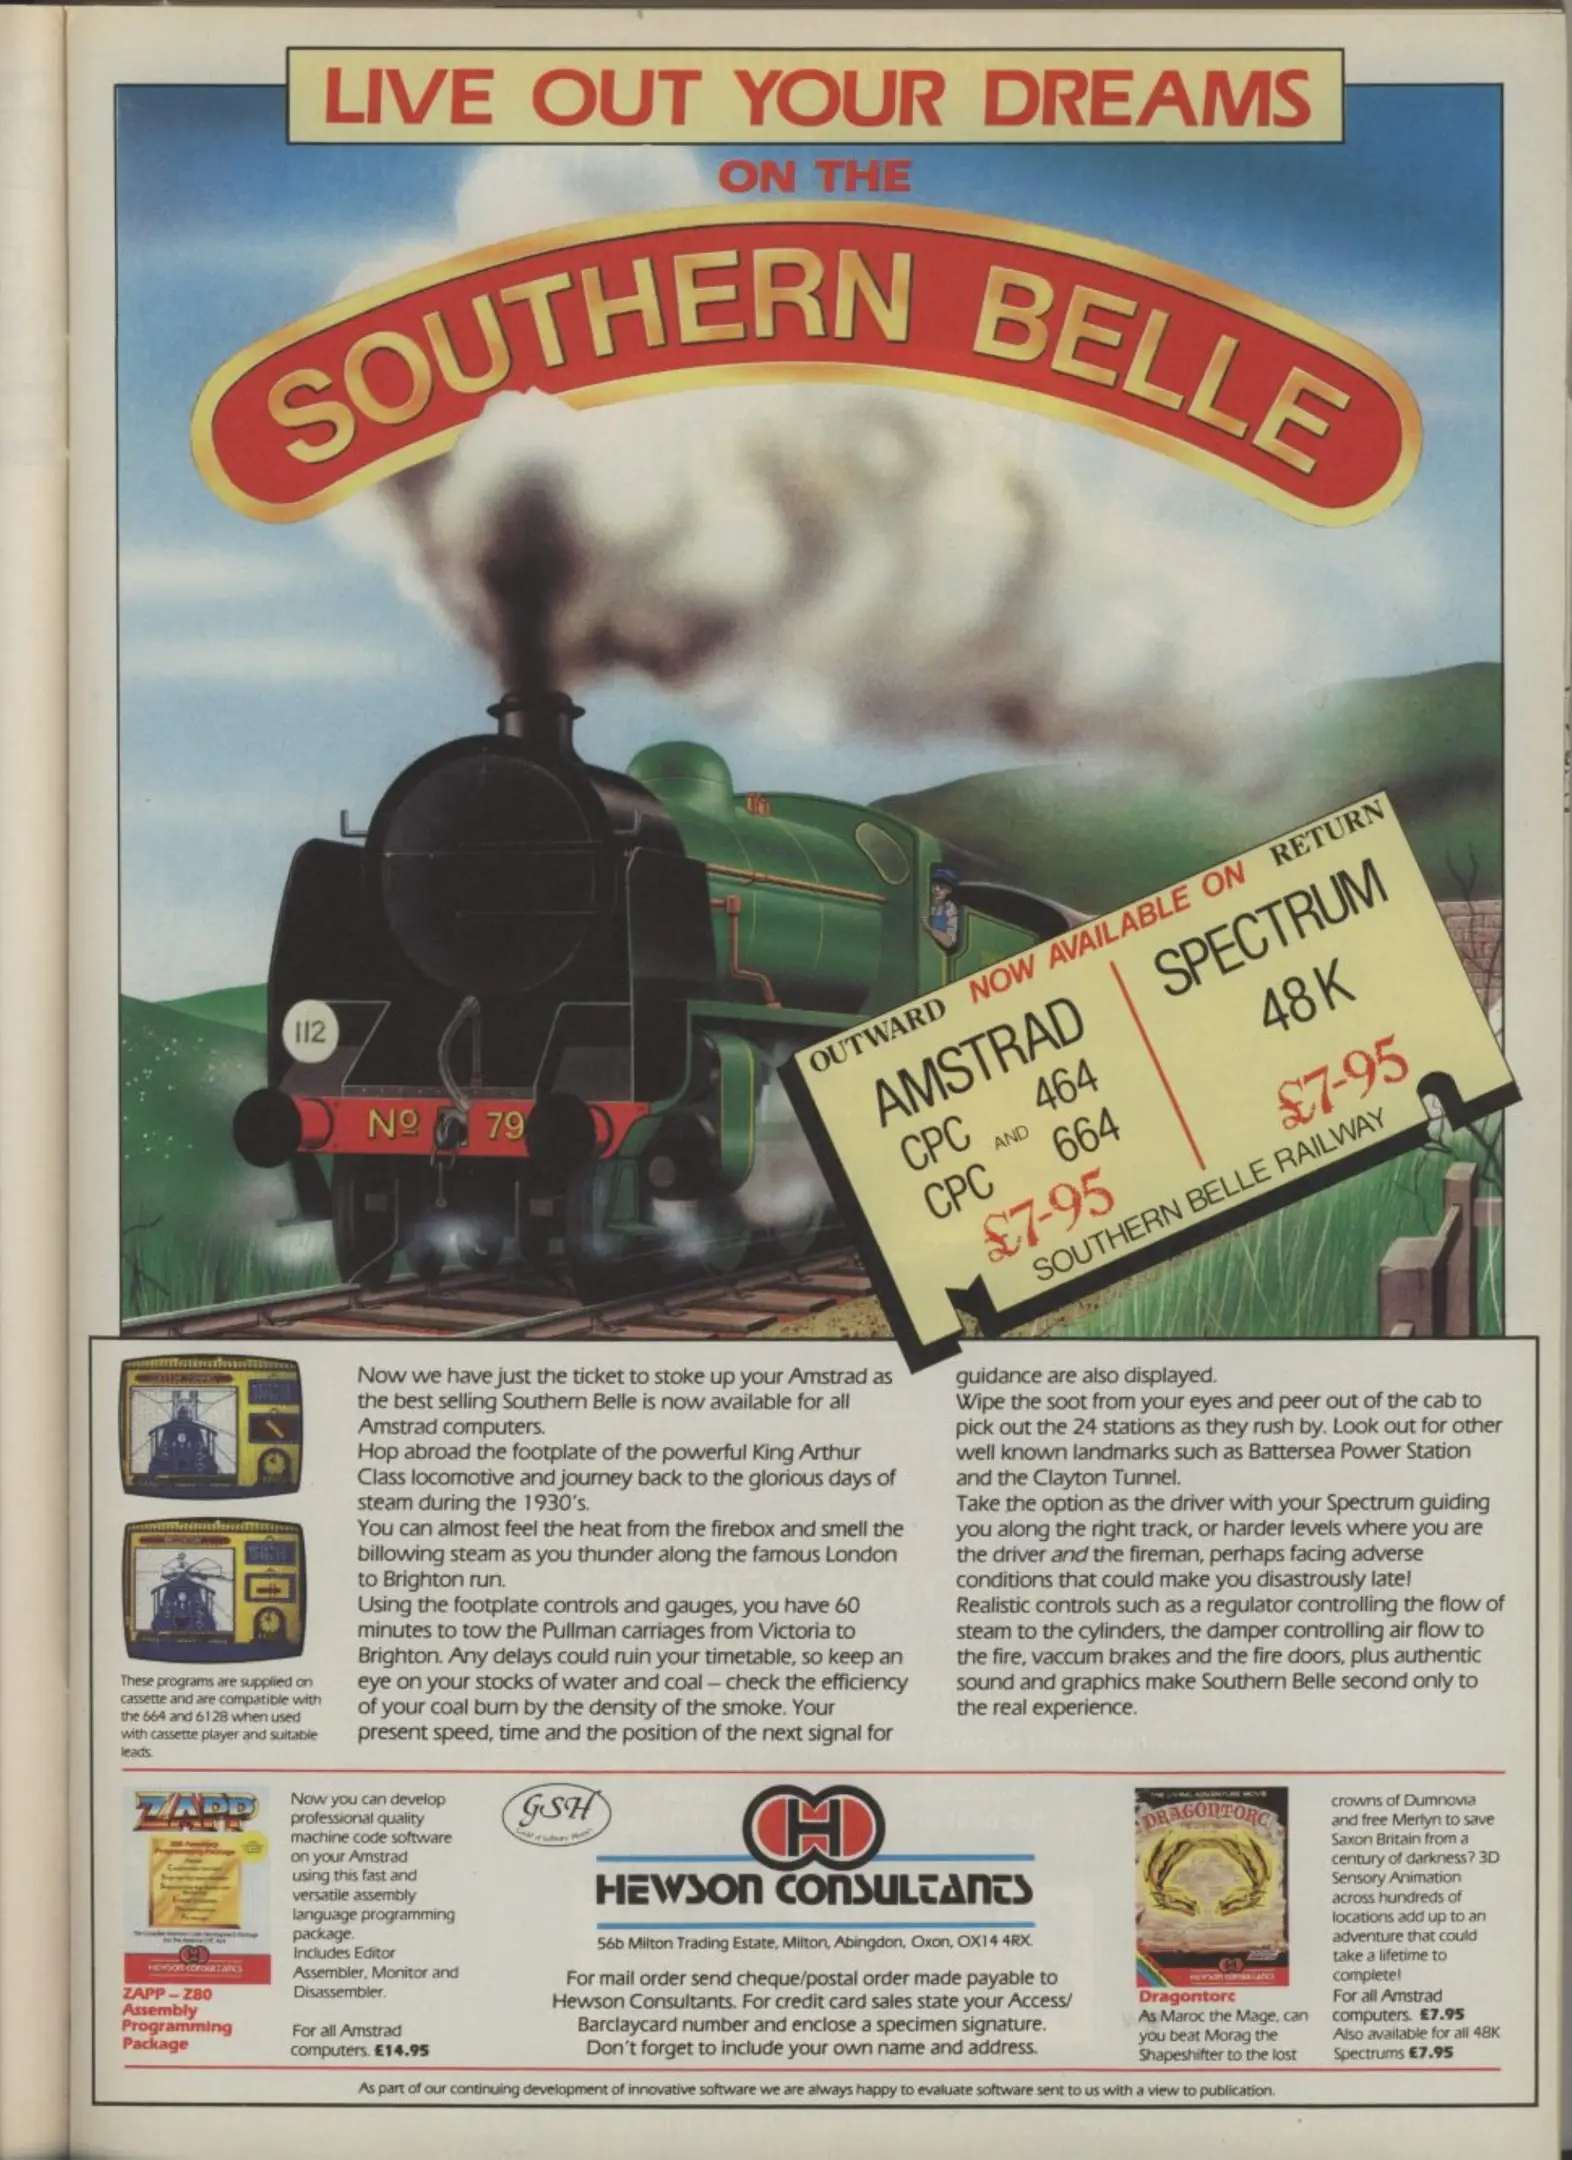 LIVE OUT YOUR DREAMS
ON THE
SOUTHERN BELLE
112
Nº 79
OUTWARD NOW AVAILABLE ON RETURN
AMSTRAD
CPC 464
AND
CPC 664
£7-95
SPECTRUM
48K
£7-95
SOUTHERN BELLE RAILWAY
These programs are supplied on
cassette and are compatible with
the 664 and 6128 when used
with cassette player and suitable
leads.
Now we have just the ticket to stoke up your Amstrad as
the best selling Southern Belle is now available for all
Amstrad computers.
Hop abroad the footplate of the powerful King Arthur
Class locomotive and journey back to the glorious days of
steam during the 1930's.
You can almost feel the heat from the firebox and smell the
billowing steam as you thunder along the famous London
to Brighton run.
Using the footplate controls and gauges, you have 60
minutes to tow the Pullman carriages from Victoria to
Brighton. Any delays could ruin your timetable, so keep an
eye on your stocks of water and coal – check the efficiency
of your coal burn by the density of the smoke. Your
present speed, time and the position of the next signal for
guidance are also displayed.
Wipe the soot from your eyes and peer out of the cab to
pick out the 24 stations as they rush by. Look out for other
well known landmarks such as Battersea Power Station
and the Clayton Tunnel.
Take the option as the driver with your Spectrum guiding
you along the right track, or harder levels where you are
the driver and the fireman, perhaps facing adverse
conditions that could make you disastrously late!
Realistic controls such as a regulator controlling the flow of
steam to the cylinders, the damper controlling air flow to
the fire, vaccum brakes and the fire doors, plus authentic
sound and graphics make Southern Belle second only to
the real experience.
ZAPP
HEWSON CONSULTANTS
ZAPP – Z80
Assembly
Programming
Package
Now you can develop
professional quality
machine code software
on your Amstrad
using this fast and
versatile assembly
language programming
package.
Includes Editor
Assembler, Monitor and
Disassembler.
For all Amstrad
computers. £14.95
GSH
HEWSON CONSULTANTS
56b Milton Trading Estate, Milton, Abingdon, Oxon, OX14 4RX.
For mail order send cheque/postal order made payable to
Hewson Consultants. For credit card sales state your Access/
Barclaycard number and enclose a specimen signature.
Don't forget to include your own name and address.
THE LIVING ADVENTURE MOVIE
DRAGONTORC
HEWSON CONSULTANTS
Dragontorc
As Maroc the Mage, can
you beat Morag the
Shapeshifter to the lost
crowns of Dumnovia
and free Merlyn to save
Saxon Britain from a
century of darkness? 3D
Sensory Animation
across hundreds of
locations add up to an
adventure that could
take a lifetime to
complete!
For all Amstrad
computers. £7.95
Also available for all 48K
Spectrums £7.95
As part of our continuing development of innovative software we are always happy to evaluate software sent to us with a view to publication.